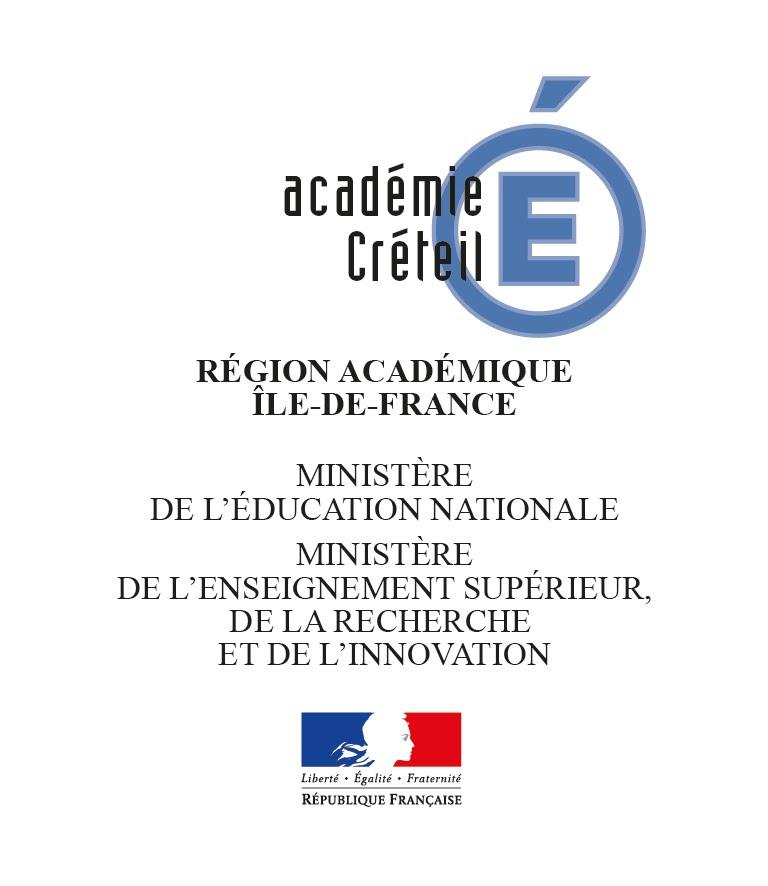 académie
Créteil
É
RÉGION ACADÉMIQUE
ÎLE-DE-FRANCE
MINISTÈRE
DE L’ÉDUCATION NATIONALE
MINISTÈRE
DE L’ENSEIGNEMENT SUPÉRIEUR,
DE LA RECHERCHE
ET DE L’INNOVATION
Liberté • Égalité • Fraternité
RÉPUBLIQUE FRANÇAISE